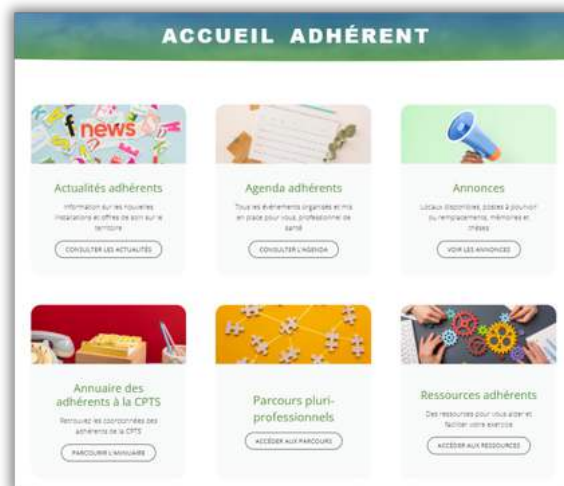 ACCUEIL ADHÉRENT
news
Actualités adhérents
Information sur les nouvelles
installations et offres de soin sur le
territoire
CONSULTER LES ACTUALITÉS
Agenda adhérents
Tous les événements organisés et mis
en place pour vous, professionnel de
santé
CONSULTER L'AGENDA
Annonces
Locaux disponibles, postes à pourvoir
ou remplacements, mémoires et
thèses
VOIR LES ANNONCES
Annuaire des
adhérents à la CPTS
Retrouvez les coordonnées des
adhérents de la CPTS
PARCOURIR L'ANNUAIRE
Parcours pluri-
professionnels
ACCÉDER AUX PARCOURS
Ressources adhérents
Des ressources pour vous aider et
faciliter votre exercice
ACCÉDER AUX RESSOURCES